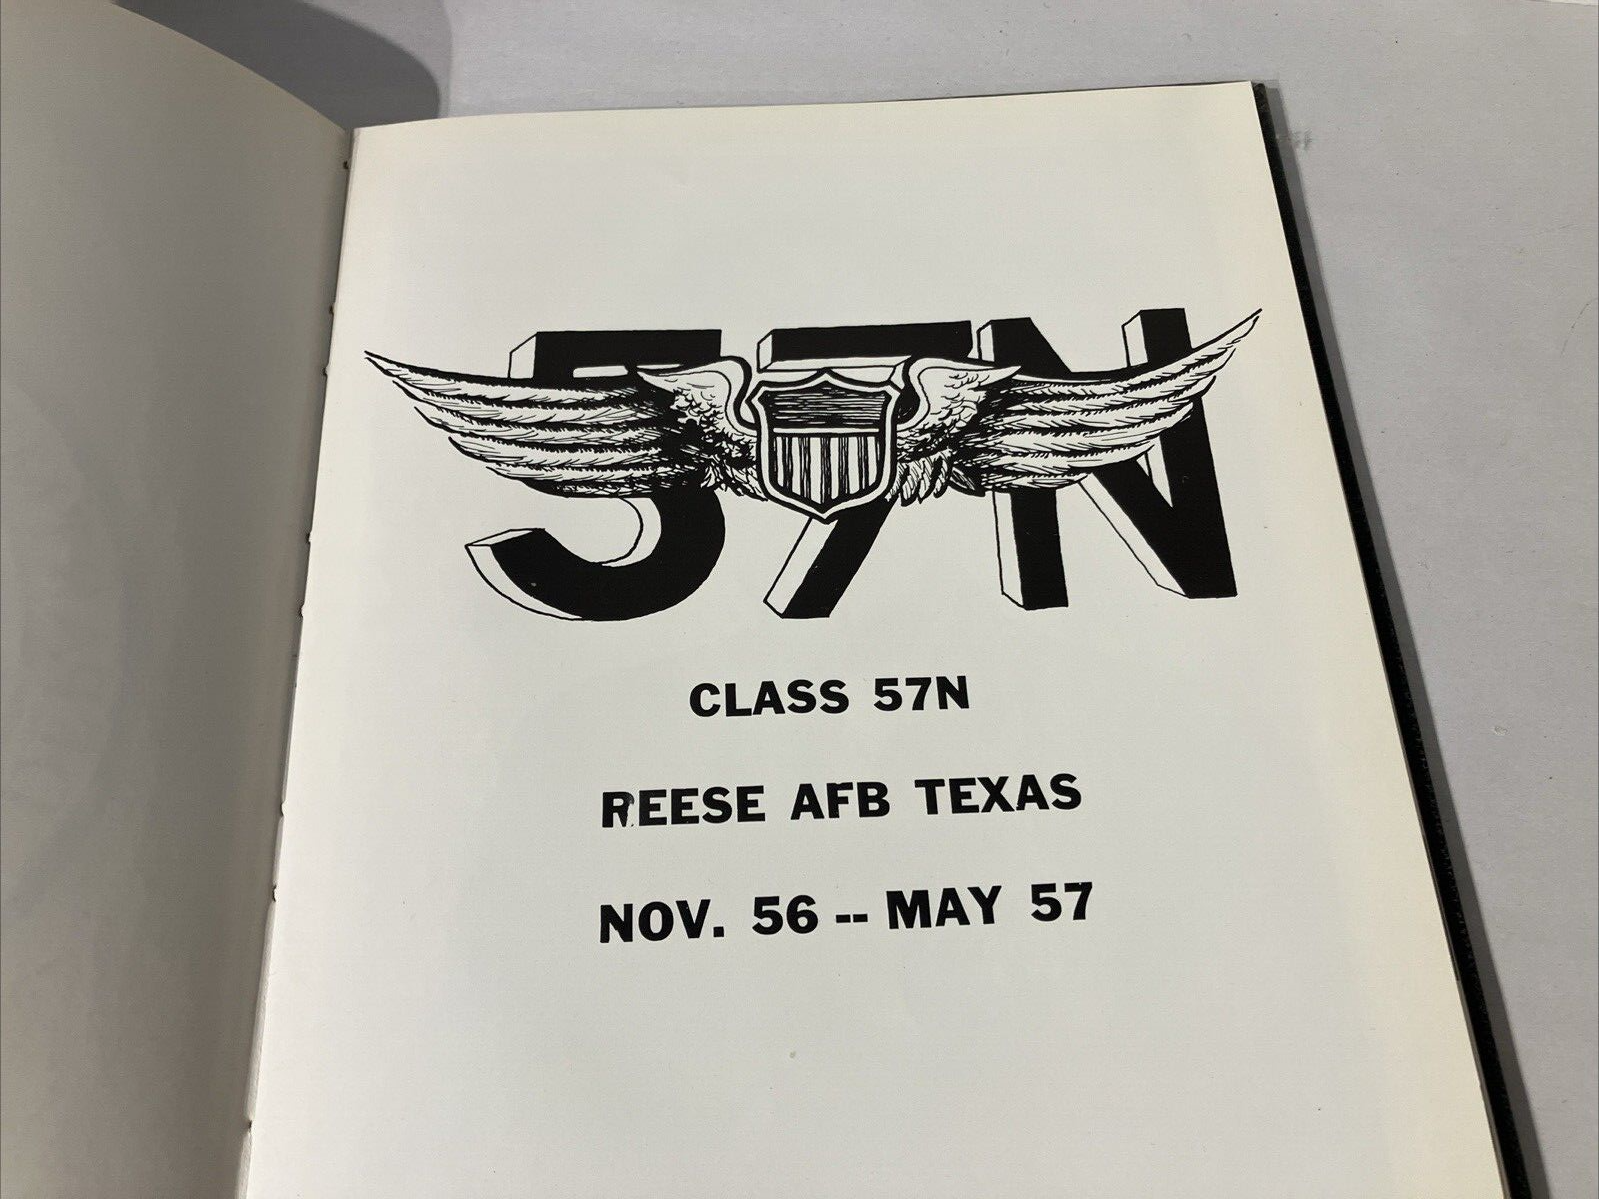 57N
CLASS 57N
REESE AFB TEXAS
NOV. 56 -- MAY 57